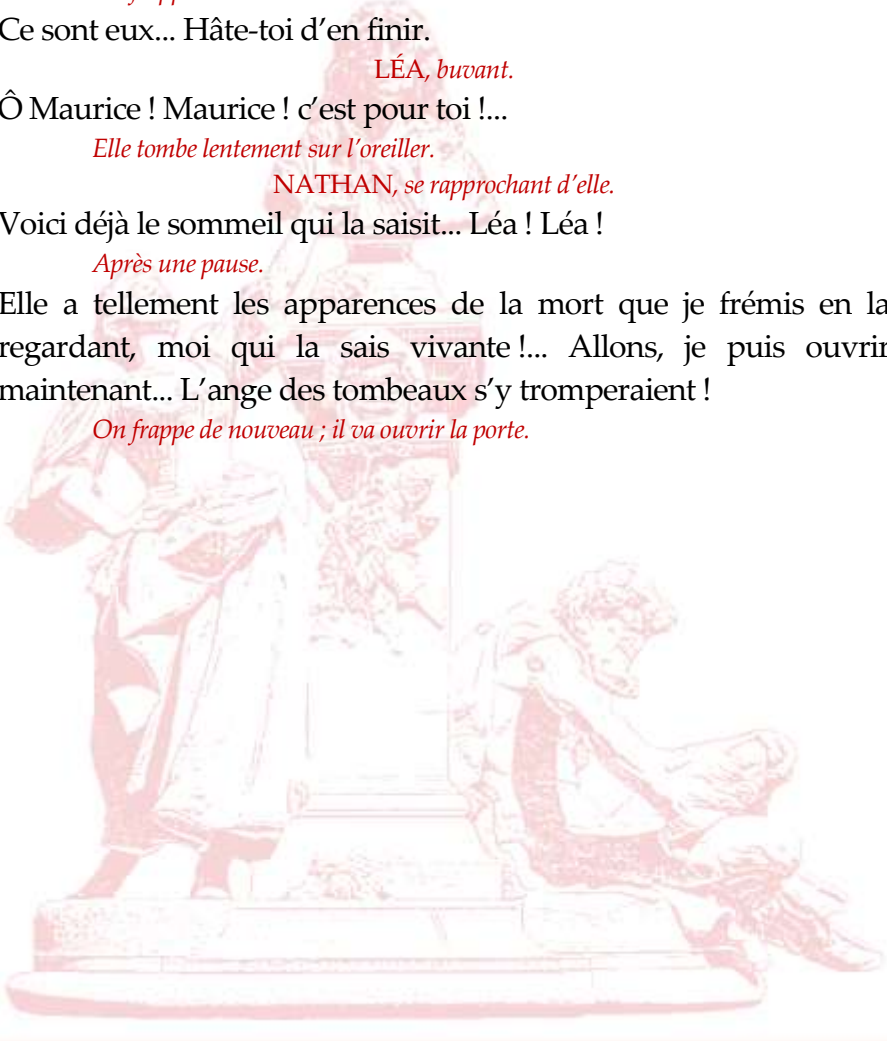 Ce sont eux... Hâte-toi d'en finir.
LÉA, buvant.
Ô Maurice ! Maurice ! c'est pour toi !...
Elle tombe lentement sur l'oreiller.
NATHAN, se rapprochant d'elle.
Voici déjà le sommeil qui la saisit... Léa ! Léa !
Après une pause.
Elle a tellement les apparences de la mort que je frémis en la
regardant, moi qui la sais vivante !... Allons, je puis ouvrir
maintenant... L'ange des tombeaux s'y tromperaient !
On frappe de nouveau ; il va ouvrir la porte.